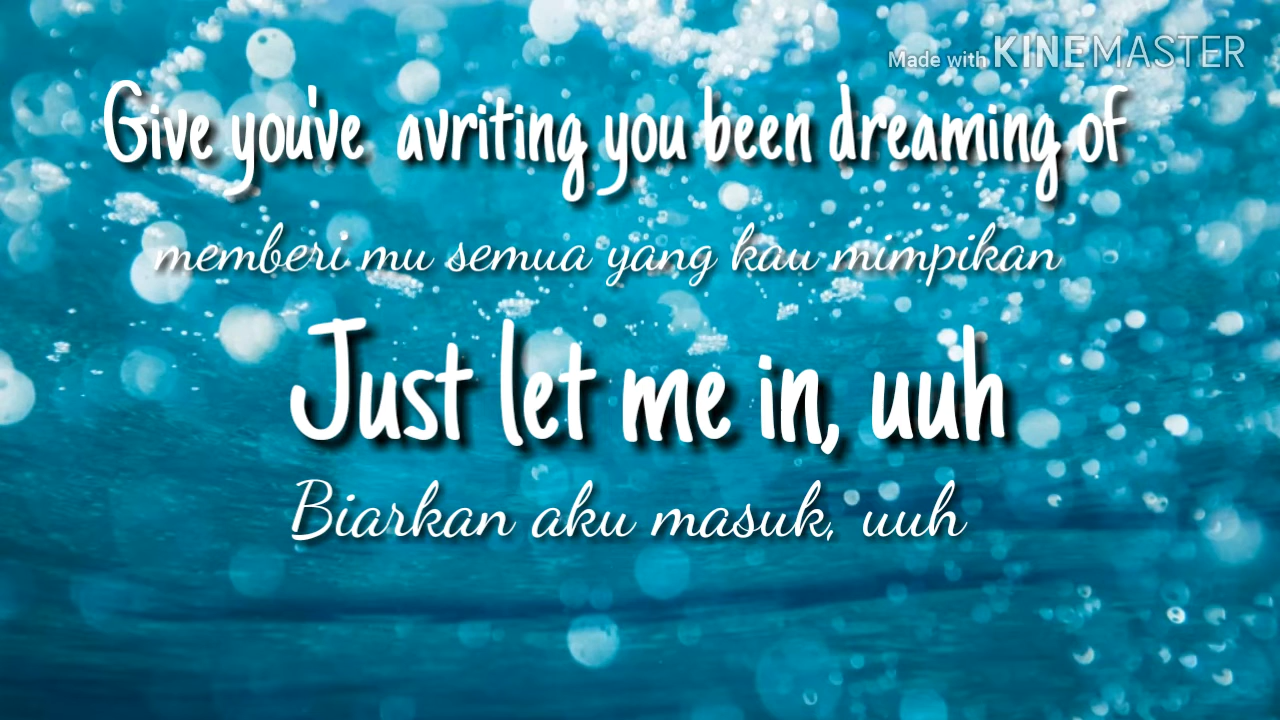 Made with KINEMASTER
Give you've avriting you been dreaming of
memberi mu semua yang kau mimpikan
Just let me in, uuh
Biarkan aku masuk, uuh